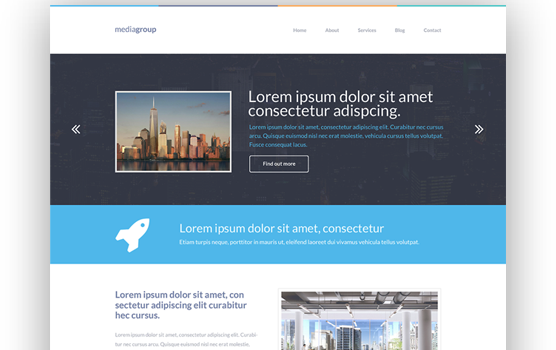 mediagroup
Home About Services Blog Contact
Lorem ipsum dolor sit amet
consectetur adipscing.
Lorem ipsum dolor sit amet, consectetur adipiscing elit. Curabitur nec cursus
arcu. Quisque euismod nisl nec erat molestie, vehicula cursus tellus volutpat.
Fusce consequat lacus.
Find out more
Lorem ipsum dolor sit amet, consectetur
Etiam turpis neque, porttitor in mauris ut, eleifend laoreet dui vivamus vehicula tellus volutpat.
Lorem ipsum dolor sit amet, con
sectetur adipiscing elit curabitur
hec cursus.
Lorem ipsum dolor sit amet, consectetur adipiscing elit. Curabi-
tur nec cursus arcu. Quisque euismod nisl nec erat molestie,